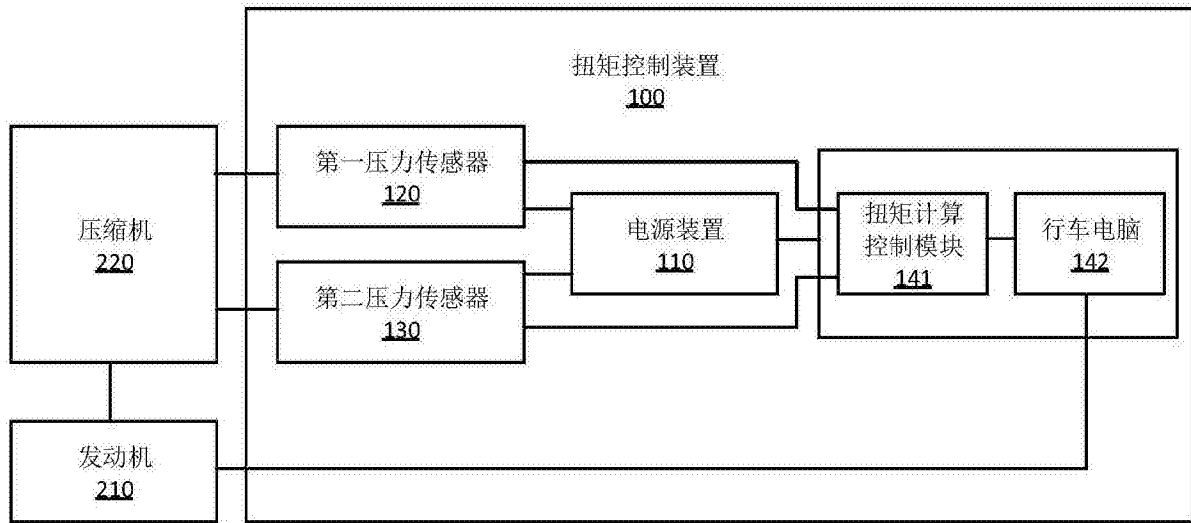 扭矩控制装置
100
压缩机
220
第一压力传感器
120
第二压力传感器
130
电源装置
110
扭矩计算
控制模块
141
行车电脑
142
发动机
210